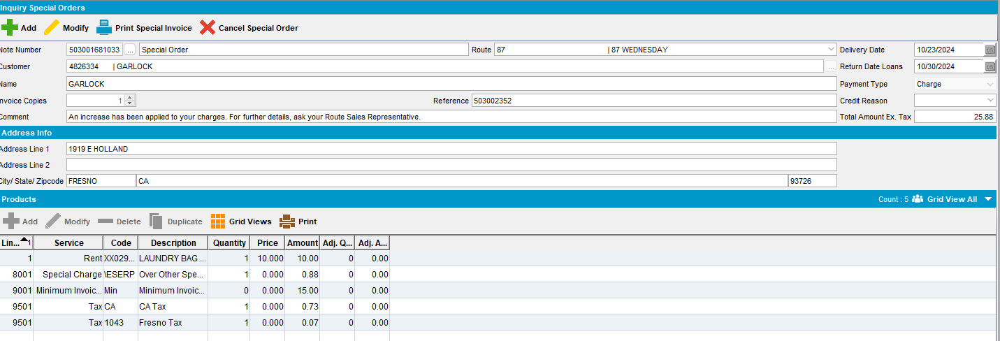 Inquiry Special Orders
Add Modify Print Special Invoice Cancel Special Order
Note Number 503001681033 ... Special Order Route 87 | 87 WEDNESDAY Delivery Date 10/23/2024
Customer 4826334 | GARLOCK ... Return Date Loans 10/30/2024
Name GARLOCK Payment Type Charge
Invoice Copies 1 Reference 503002352 Credit Reason
Comment An increase has been applied to your charges. For further details, ask your Route Sales Representative. Total Amount Ex. Tax 25.88
Address Info
Address Line 1 1919 E HOLLAND
Address Line 2
City/ State/ Zipcode FRESNO CA 93726
Products Count : 5 Grid View All
Add Modify Delete Duplicate Grid Views Print
Lin... 1 Service Code Description Quantity Price Amount Adj. Q... Adj. A...
1 Rent XX029... LAUNDRY BAG ... 1 10.000 10.00 0 0.00
8001 Special Charge \ESERP Over Other Spe... 1 0.000 0.88 0 0.00
9001 Minimum Invoic... Min Minimum Invoic... 0 0.000 15.00 0 0.00
9501 Tax CA CA Tax 1 0.000 0.73 0 0.00
9501 Tax 1043 Fresno Tax 1 0.000 0.07 0 0.00